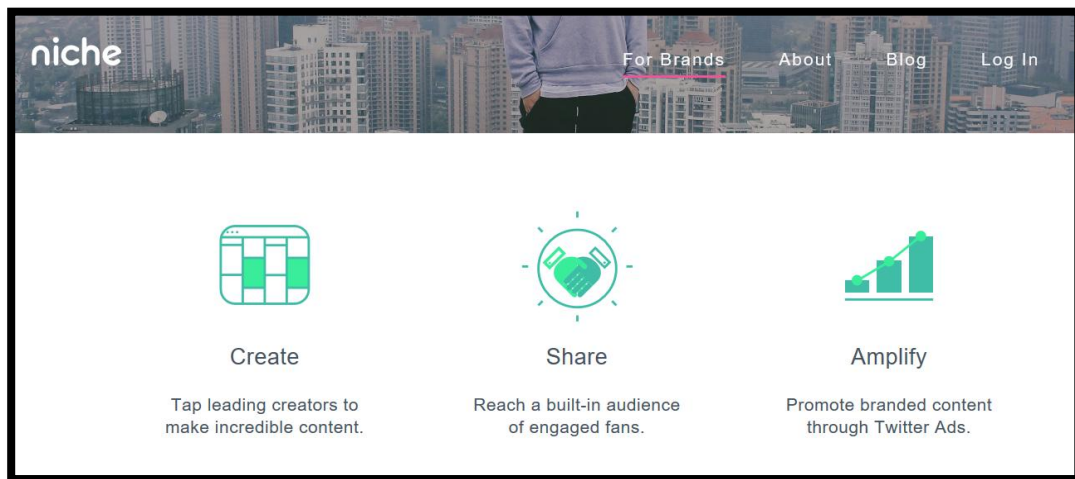 niche
For Brands
About
Blog
Log In
Create
Share
Amplify
Tap leading creators to
make incredible content.
Reach a built-in audience
of engaged fans.
Promote branded content
through Twitter Ads.